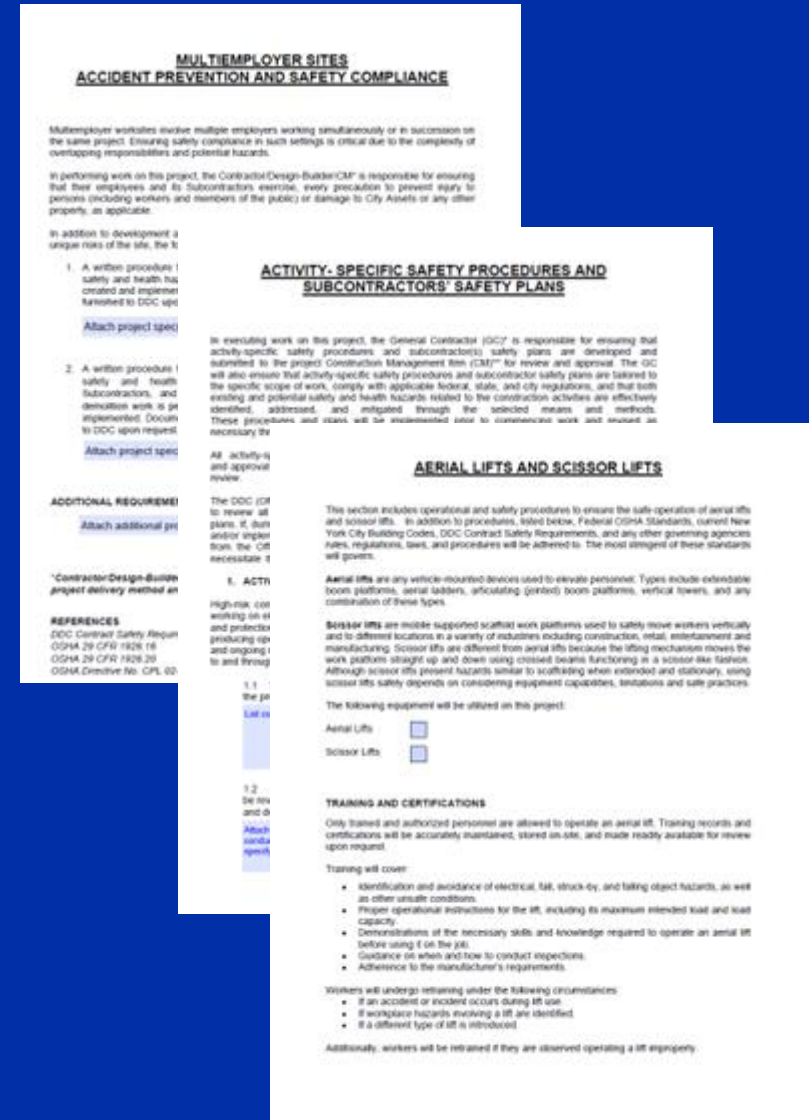 MULTIEMPLOYER SITES
ACCIDENT PREVENTION AND SAFETY COMPLIANCE
Multiemployer worksites involve multiple employers working simultaneously or in succession on
the same project. Ensuring safety compliance in such settings is critical due to the complexity of
overlapping responsibilities and potential hazards.
In performing work on this project, the Contractor/Design-Builder/CM* is responsible for ensuring
that their employees and its Subcontractors exercise, every precaution to prevent injury to
persons (including workers and members of the public) or damage to City Assets or any other
property, as applicable.
In addition to development a
unique risks of the site, the fo
1. A written procedure
safety and health haz
created and implemen
furnished to DDC upo
Attach project speci
2. A written procedure
safety and health
Subcontractors, and
demolition work is pe
implemented. Docum
to DDC upon request
Attach project spec
ADDITIONAL REQUIREMEN
Attach additional pro
*Contractor/Design-Builde
project delivery method an
REFERENCES
DDC Contract Safety Requir
OSHA 29 CFR 1926.16
OSHA 29 CFR 1926.20
OSHA Directive No. CPL 02-
ACTIVITY- SPECIFIC SAFETY PROCEDURES AND
SUBCONTRACTORS' SAFETY PLANS
In executing work on this project, the General Contractor (GC)* is responsible for ensuring that
activity-specific safety procedures and subcontractor(s) safety plans are developed and
submitted to the project Construction Management firm (CM)** for review and approval. The GC
will also ensure that activity-specific safety procedures and subcontractor safety plans are tailored to
the specific scope of work, comply with applicable federal, state, and city regulations, and that both
existing and potential safety and health hazards related to the construction activities are effectively
identified, addressed, and mitigated through the selected means and methods.
These procedures and plans will be implemented prior to commencing work and revised as
necessary thr
All activity-s
and approval
review.
The DDC (Of
to review all
plans. If, duri
and/or implem
from the Off
necessitate t
1. ACTIV
High-risk con
working on el
and protectio
producing ope
and ongoing
to and throug
1.1
the pr
List co
1.2
be rev
and d
Attach
condu
specif
AERIAL LIFTS AND SCISSOR LIFTS
This section includes operational and safety procedures to ensure the safe-operation of aerial lifts
and scissor lifts. In addition to procedures, listed below, Federal OSHA Standards, current New
York City Building Codes, DDC Contract Safety Requirements, and any other governing agencies
rules, regulations, laws, and procedures will be adhered to. The most stringent of these standards
will govern.
Aerial lifts are any vehicle-mounted devices used to elevate personnel. Types include extendable
boom platforms, aerial ladders, articulating (jointed) boom platforms, vertical towers, and any
combination of these types.
Scissor lifts are mobile supported scaffold work platforms used to safely move workers vertically
and to different locations in a variety of industries including construction, retail, entertainment and
manufacturing. Scissor lifts are different from aerial lifts because the lifting mechanism moves the
work platform straight up and down using crossed beams functioning in a scissor-like fashion.
Although scissor lifts present hazards similar to scaffolding when extended and stationary, using
scissor lifts safely depends on considering equipment capabilities, limitations and safe practices.
The following equipment will be utilized on this project:
Aerial Lifts
Scissor Lifts
TRAINING AND CERTIFICATIONS
Only trained and authorized personnel are allowed to operate an aerial lift. Training records and
certifications will be accurately maintained, stored on-site, and made readily available for review
upon request.
Training will cover:
• Identification and avoidance of electrical, fall, struck-by, and falling object hazards, as well
as other unsafe conditions.
• Proper operational instructions for the lift, including its maximum intended load and load
capacity.
• Demonstrations of the necessary skills and knowledge required to operate an aerial lift
before using it on the job.
• Guidance on when and how to conduct inspections.
• Adherence to the manufacturer's requirements.
Workers will undergo retraining under the following circumstances
• If an accident or incident occurs during lift use.
• If workplace hazards involving a lift are identified.
• If a different type of lift is introduced.
Additionally, workers will be retrained if they are observed operating a lift improperly.